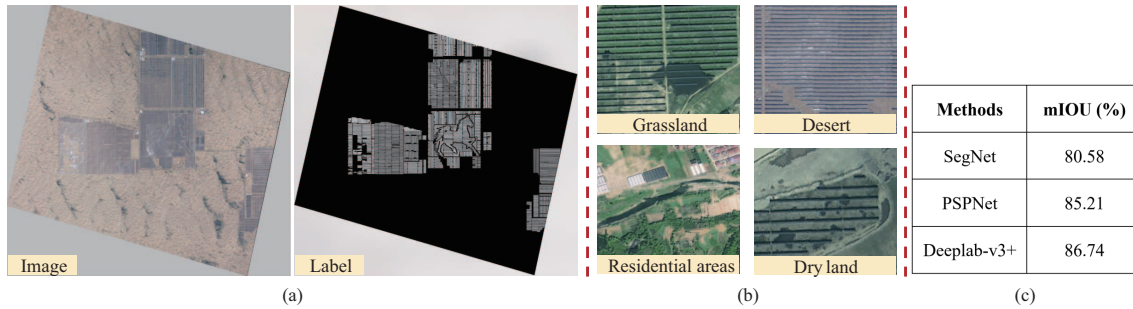 Image
Label
(a)
Grassland
Desert
Residential areas
Dry land
(b)
Methods mIOU (%)
SegNet 80.58
PSPNet 85.21
Deeplab-v3+ 86.74
(c)